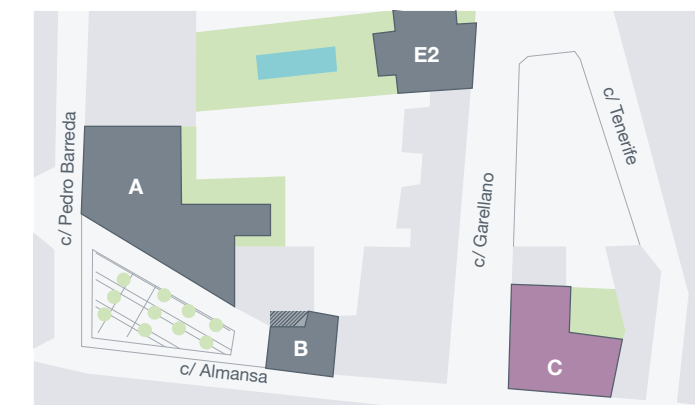 E2
c/ Tenerife
c/ Pedro Barreda
A
c/ Garellano
B
C
c/ Almansa